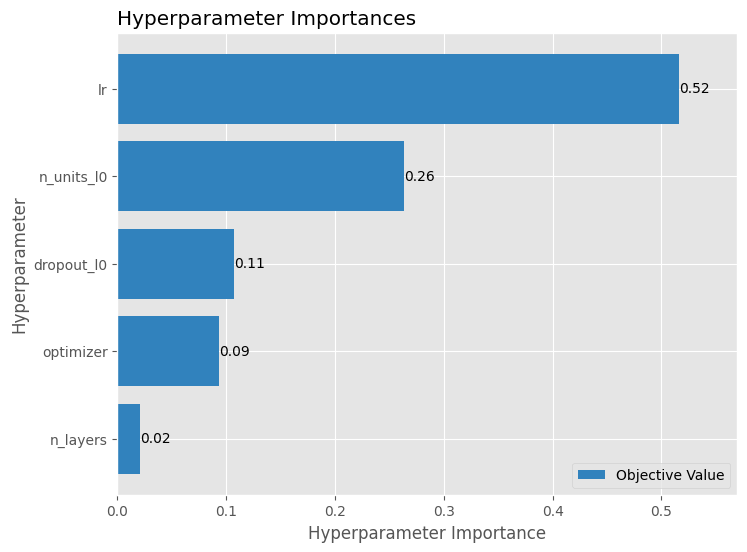 Hyperparameter Importances
Hyperparameter
lr
0.52
n_units_l0
0.26
dropout_l0
0.11
optimizer
0.09
n_layers
0.02
Objective Value
0.0 0.1 0.2 0.3 0.4 0.5
Hyperparameter Importance